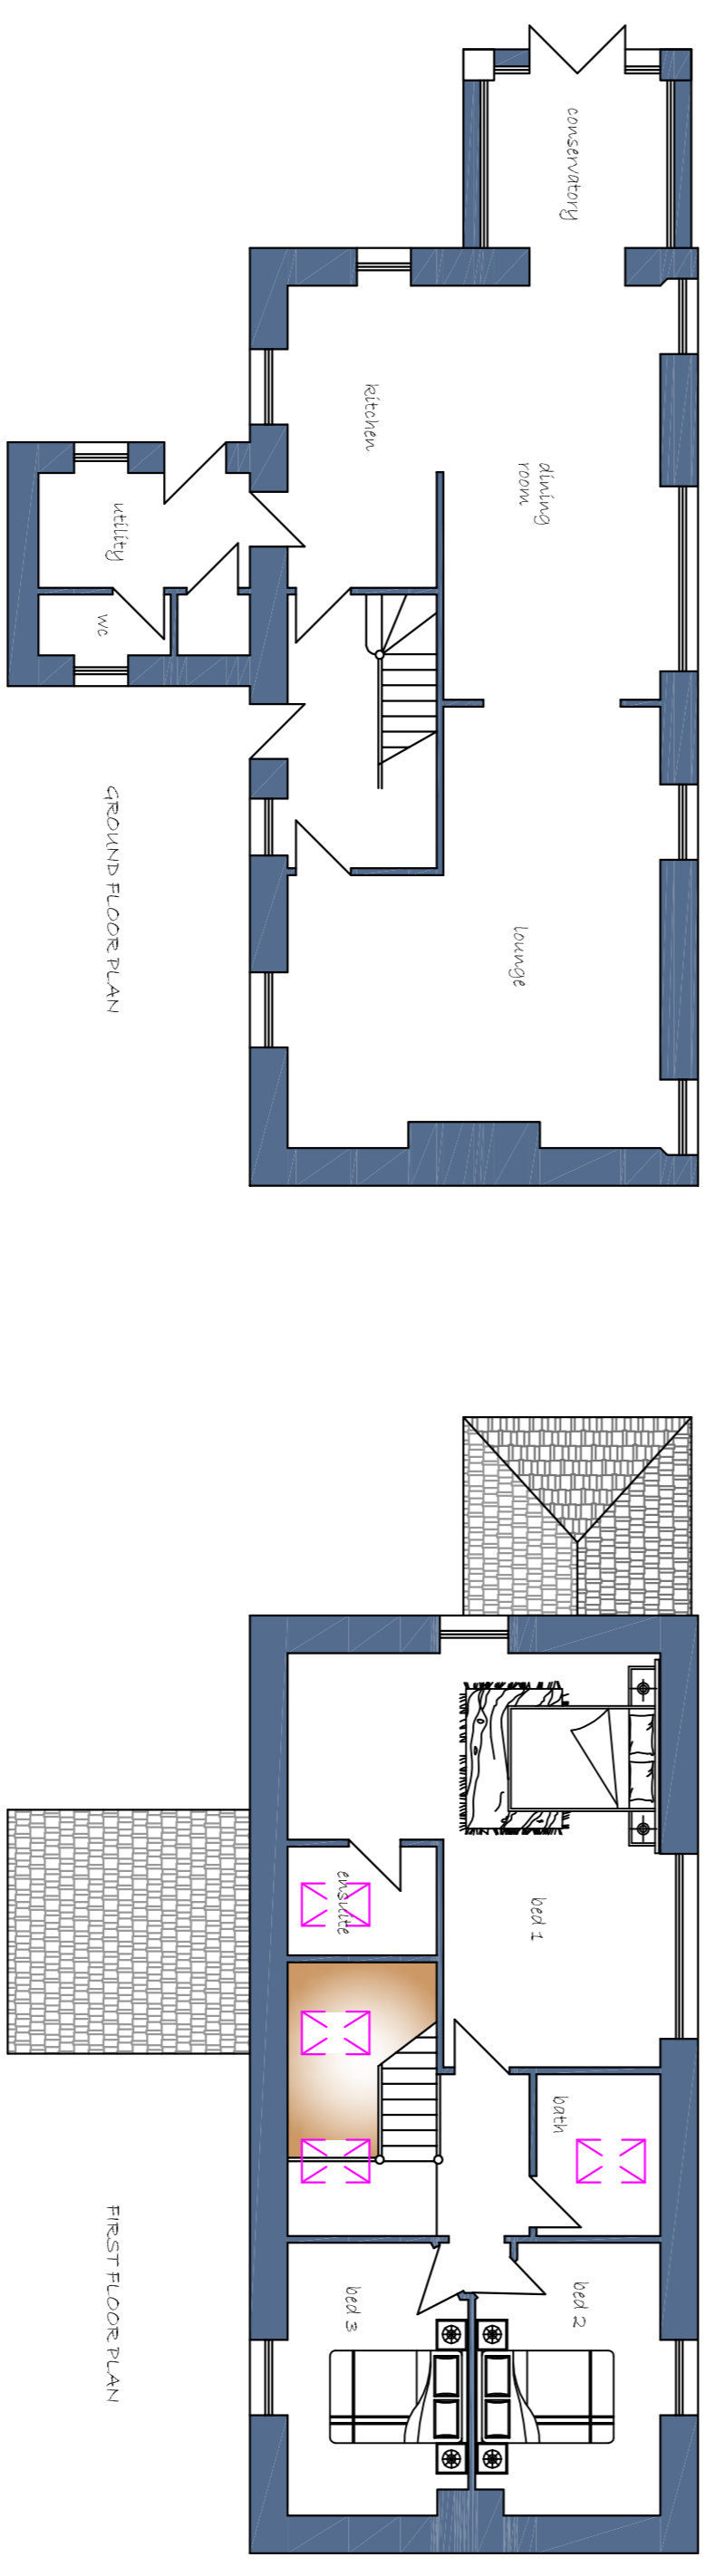 conservatory
kitchen
dining
room
utility
wc
lounge
GROUND FLOOR PLAN
ensuite
bed 1
bath
bed 3
bed 2
FIRST FLOOR PLAN